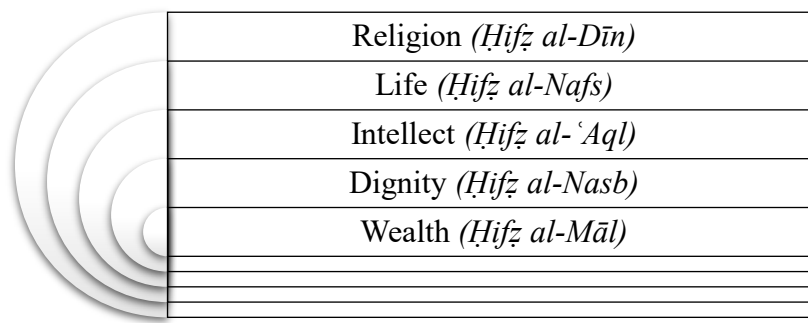 Religion (Ḥifẓ al-Dīn)
Life (Ḥifẓ al-Nafs)
Intellect (Ḥifẓ al-ʿAql)
Dignity (Ḥifẓ al-Nasb)
Wealth (Ḥifẓ al-Māl)